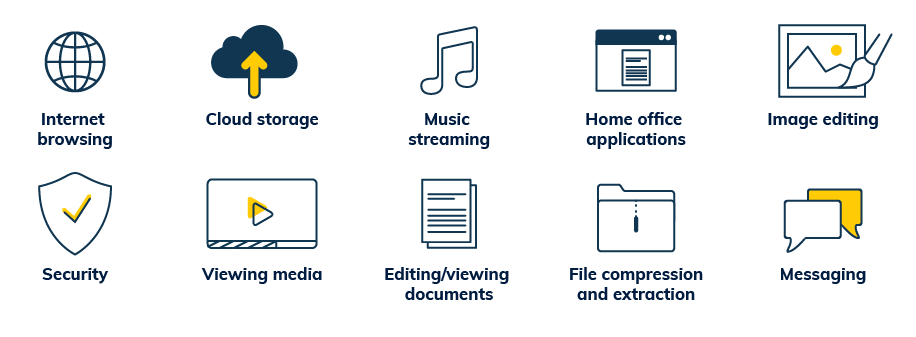 Internet
browsing
Cloud storage
Music
streaming
Home office
applications
Image editing
Security
Viewing media
Editing/viewing
documents
File compression
and extraction
Messaging